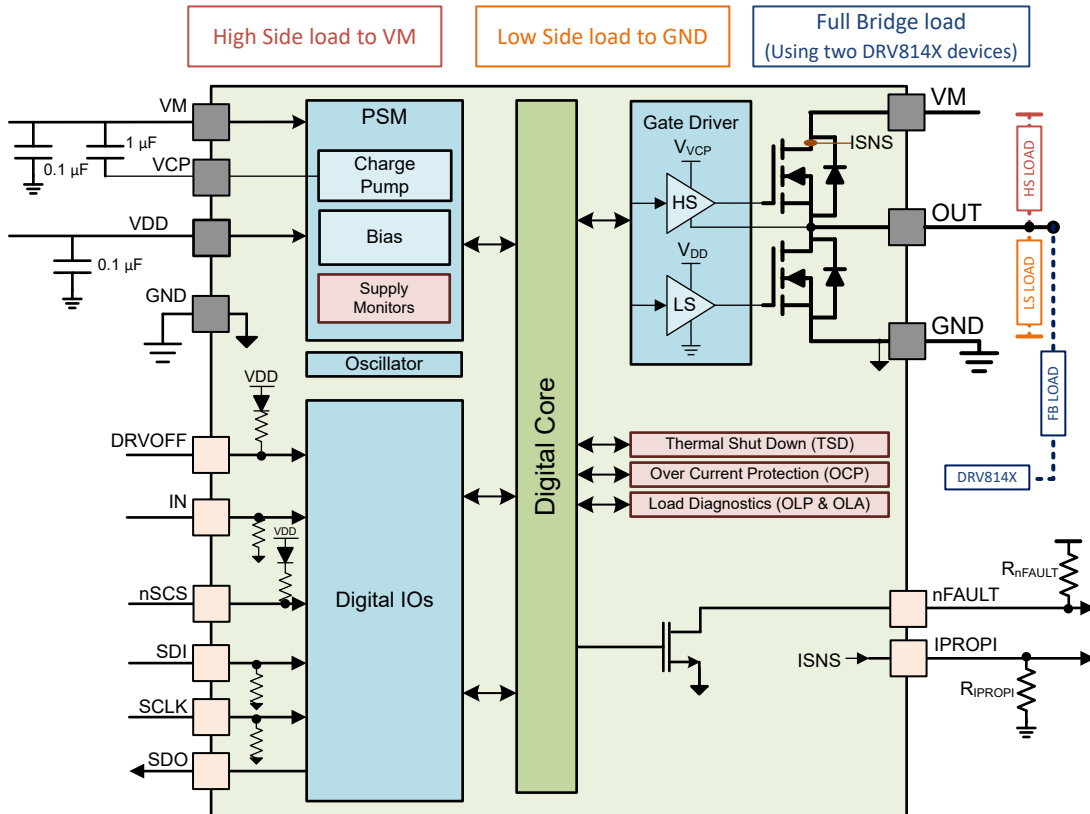 High Side load to VM
Low Side load to GND
Full Bridge load
(Using two DRV814X devices)
VM
0.1 µF
1 µF
VCP
VDD
0.1 µF
GND
PSM
Charge
Pump
Bias
Supply
Monitors
Oscillator
Digital Core
Gate Driver
VVCP
HS
VDD
LS
ISNS
VM
OUT
GND
HS LOAD
LS LOAD
FB LOAD
DRV814X
VDD
DRVOFF
IN
VDD
nSCS
SDI
SCLK
SDO
Digital IOs
Thermal Shut Down (TSD)
Over Current Protection (OCP)
Load Diagnostics (OLP & OLA)
RnFAULT
nFAULT
ISNS
IPROPI
RIPROPI